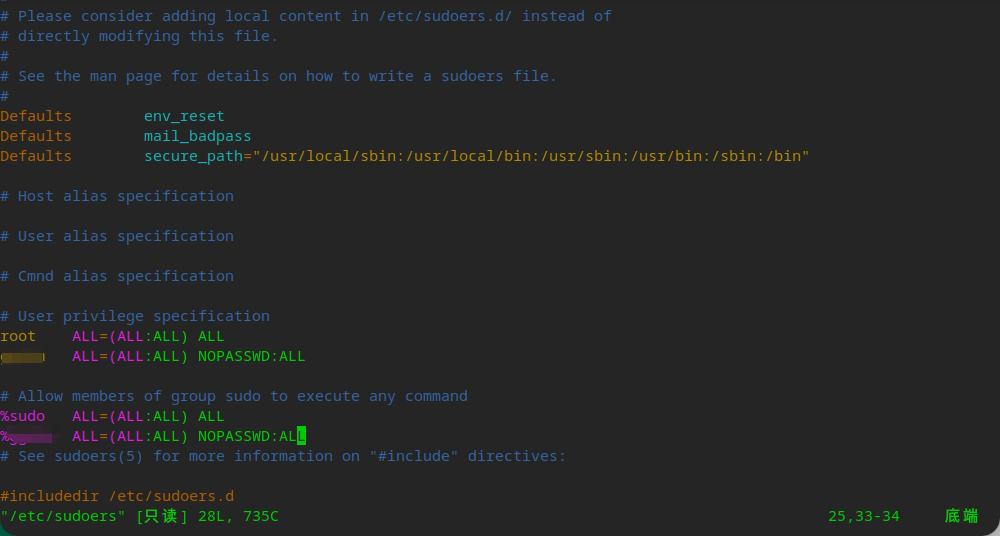 #
# Please consider adding local content in /etc/sudoers.d/ instead of
# directly modifying this file.
#
# See the man page for details on how to write a sudoers file.
#
Defaults        env_reset
Defaults        mail_badpass
Defaults        secure_path="/usr/local/sbin:/usr/local/bin:/usr/sbin:/usr/bin:/sbin:/bin"

# Host alias specification

# User alias specification

# Cmnd alias specification

# User privilege specification
root    ALL=(ALL:ALL) ALL
ALL=(ALL:ALL) NOPASSWD:ALL

# Allow members of group sudo to execute any command
%sudo   ALL=(ALL:ALL) ALL
ALL=(ALL:ALL) NOPASSWD:ALL
# See sudoers(5) for more information on "#include" directives:

#includedir /etc/sudoers.d
"/etc/sudoers" [只读] 28L, 735C                25,33-34     底端